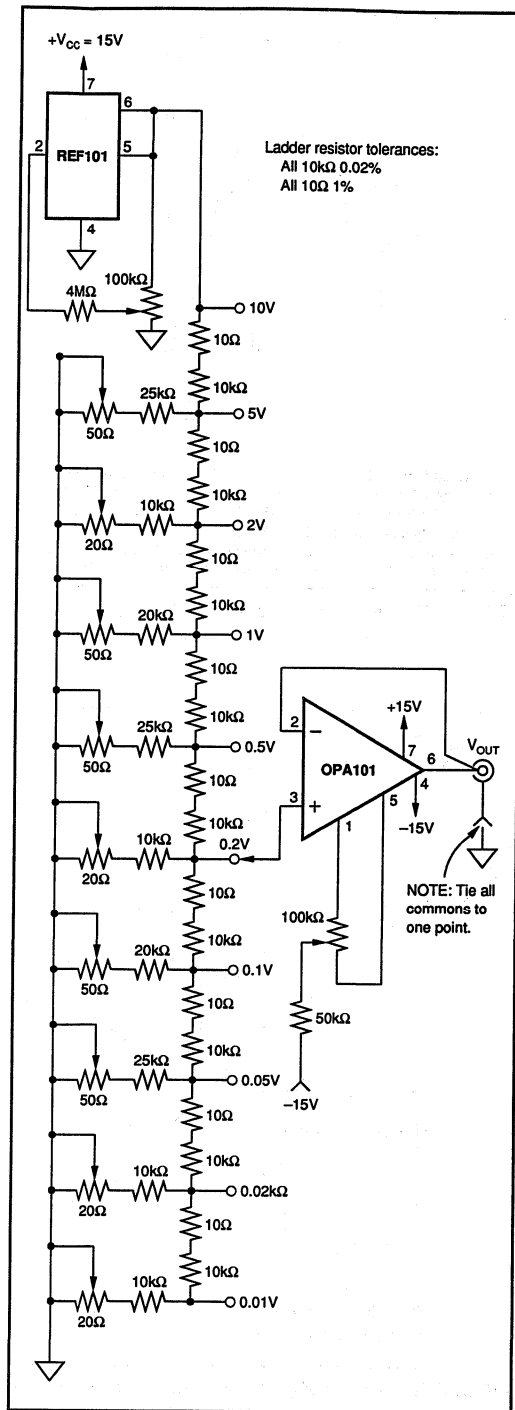 +VCC = 15V
7
6
2
REF101
5
4
Ladder resistor tolerances:
All 10kΩ 0.02%
All 10Ω 1%
100kΩ
4MΩ
10V
10Ω
10kΩ
25kΩ
5V
50Ω
10Ω
10kΩ
10kΩ
2V
20Ω
10Ω
10kΩ
20kΩ
1V
50Ω
10Ω
10kΩ
25kΩ
0.5V
50Ω
10Ω
10kΩ
10kΩ
0.2V
20Ω
10Ω
10kΩ
20kΩ
0.1V
50Ω
10Ω
10kΩ
25kΩ
0.05V
50Ω
10Ω
10kΩ
10kΩ
0.02kΩ
20Ω
10Ω
10kΩ
10kΩ
0.01V
20Ω
+15V
VOUT
2
–
7
6
OPA101
4
3
+
5
–15V
1
NOTE: Tie all
commons to
one point.
100kΩ
50kΩ
–15V